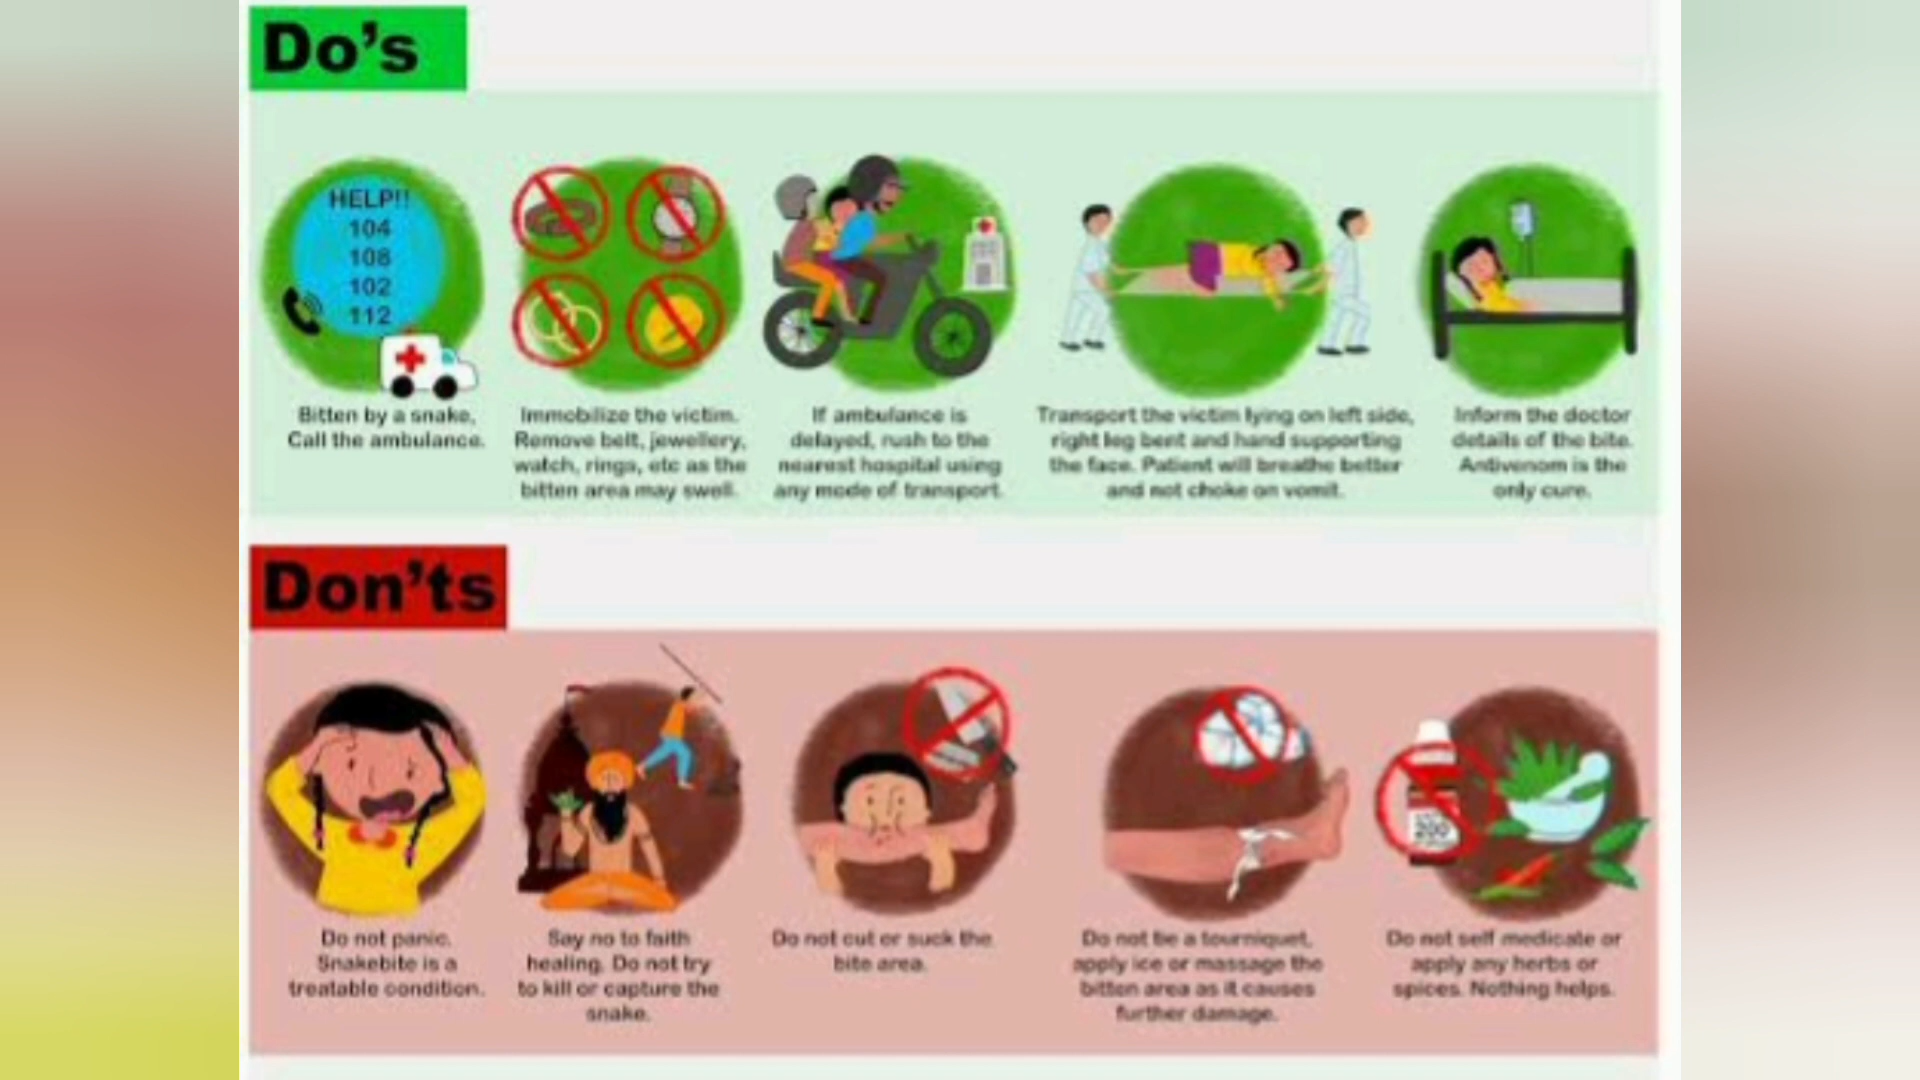 Do's
HELP!!
104
108
102
112
Bitten by a snake,
Call the ambulance.
Immobilize the victim.
Remove belt, jewellery,
watch, rings, etc as the
bitten area may swell.
If ambulance is
delayed, rush to the
nearest hospital using
any mode of transport.
Transport the victim lying on left side,
right leg bent and hand supporting
the face. Patient will breathe better
and not choke on vomit.
Inform the doctor
details of the bite.
Antivenom is the
only cure.
Don'ts
200
Do not panic.
Snakebite is a
treatable condition.
Say no to faith
healing. Do not try
to kill or capture the
snake.
Do not cut or suck the
bite area.
Do not tie a tourniquet,
apply ice or massage the
bitten area as it causes
further damage.
Do not self medicate or
apply any herbs or
spices. Nothing helps.